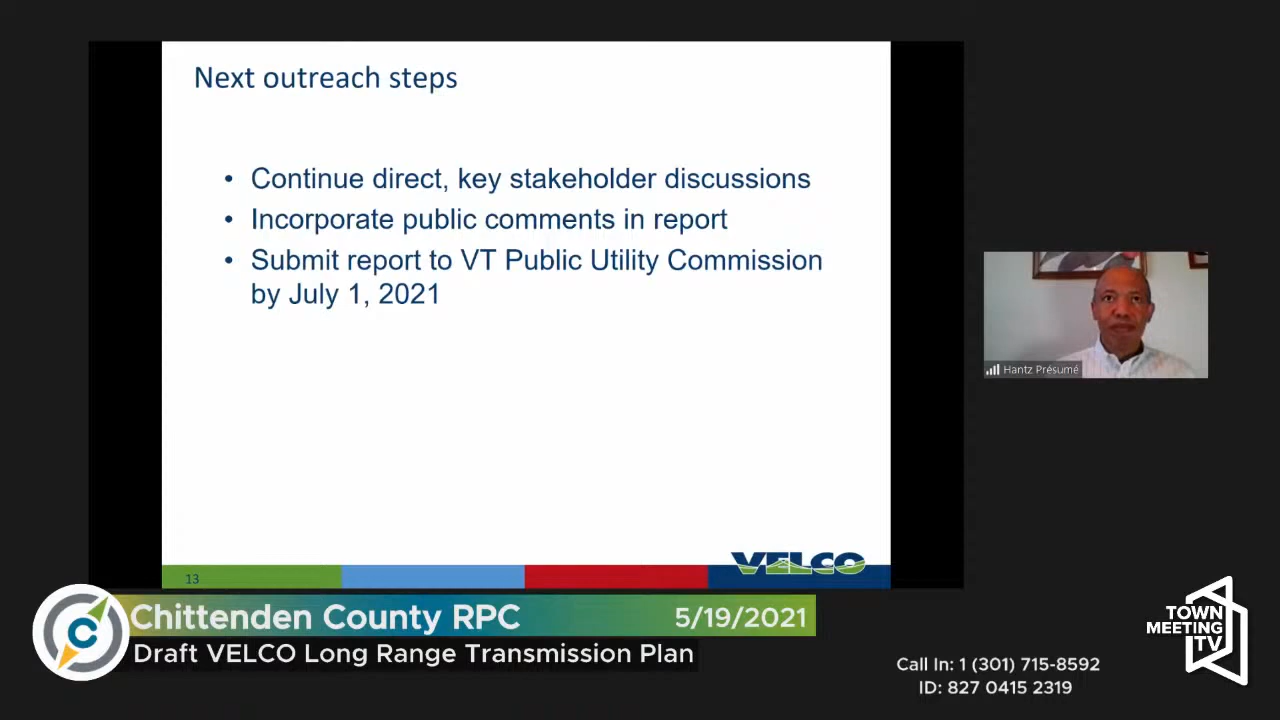 Next outreach steps
• Continue direct, key stakeholder discussions
• Incorporate public comments in report
• Submit report to VT Public Utility Commission
by July 1, 2021
Hantz Présumé
13
VELCO
C
Chittenden County RPC 5/19/2021
Draft VELCO Long Range Transmission Plan
Call In: 1 (301) 715-8592
ID: 827 0415 2319
TOWN
MEETING
TV